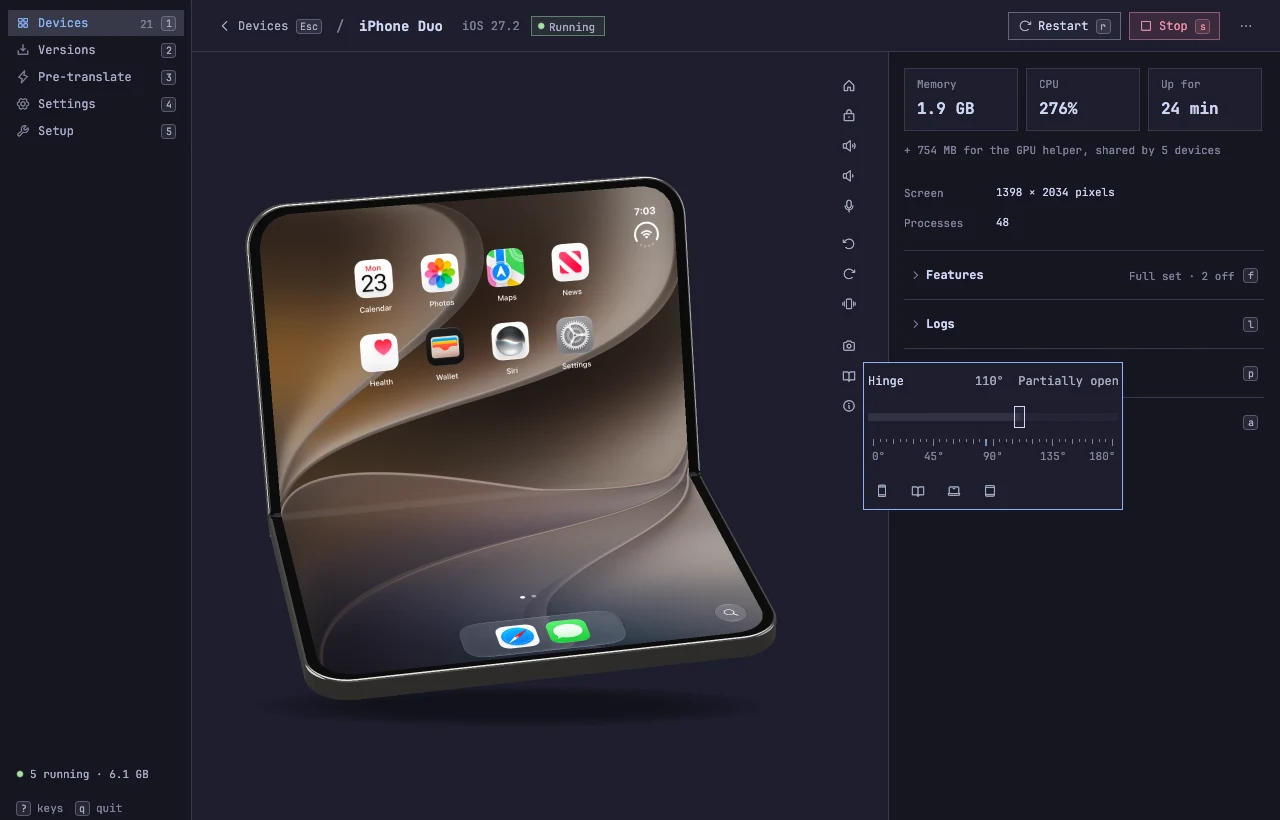 Devices 21 1
Versions 2
Pre-translate 3
Settings 4
Setup 5
5 running · 6.1 GB
? keys q quit
Devices Esc / iPhone Duo iOS 27.2 Running
Restart r Stop s ···
7:03
Mon
23
Calendar
Photos
Maps
News
Health
Wallet
Siri
Settings
Memory
1.9 GB
CPU
276%
Up for
24 min
+ 754 MB for the GPU helper, shared by 5 devices
Screen 1398 × 2034 pixels
Processes 48
Features Full set · 2 off f
Logs l
p
a
Hinge 110° Partially open
0° 45° 90° 135° 180°